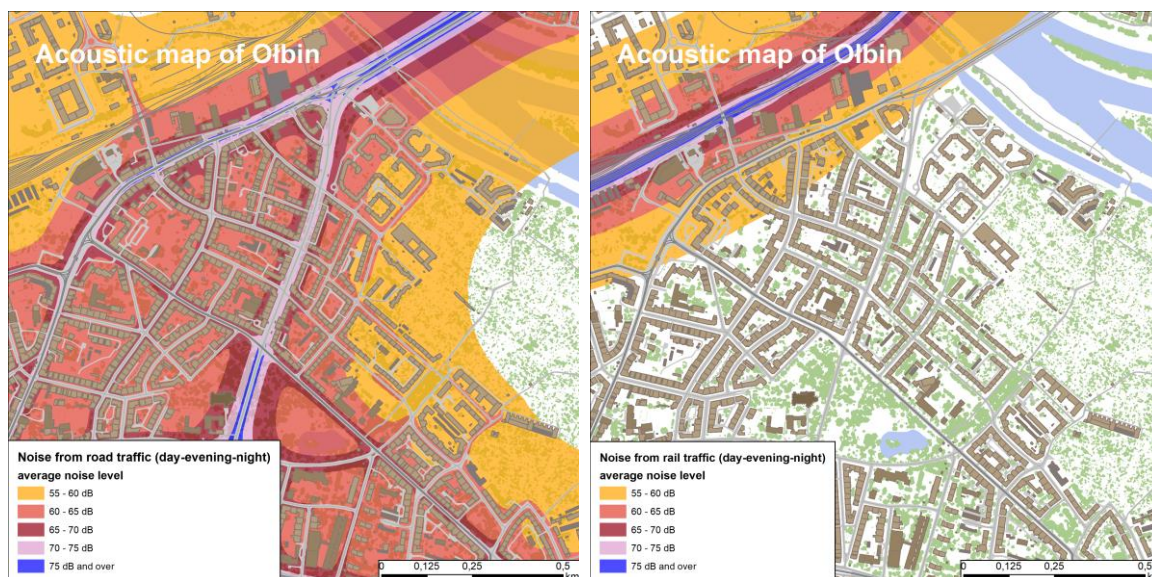 Acoustic map of Ołbin
Noise from road traffic (day-evening-night)
average noise level
55 - 60 dB
60 - 65 dB
65 - 70 dB
70 - 75 dB
75 dB and over
0 0,125 0,25 0,5
km
Acoustic map of Ołbin
Noise from rail traffic (day-evening-night)
average noise level
55 - 60 dB
60 - 65 dB
65 - 70 dB
70 - 75 dB
75 dB and over
0 0,125 0,25 0,5
km